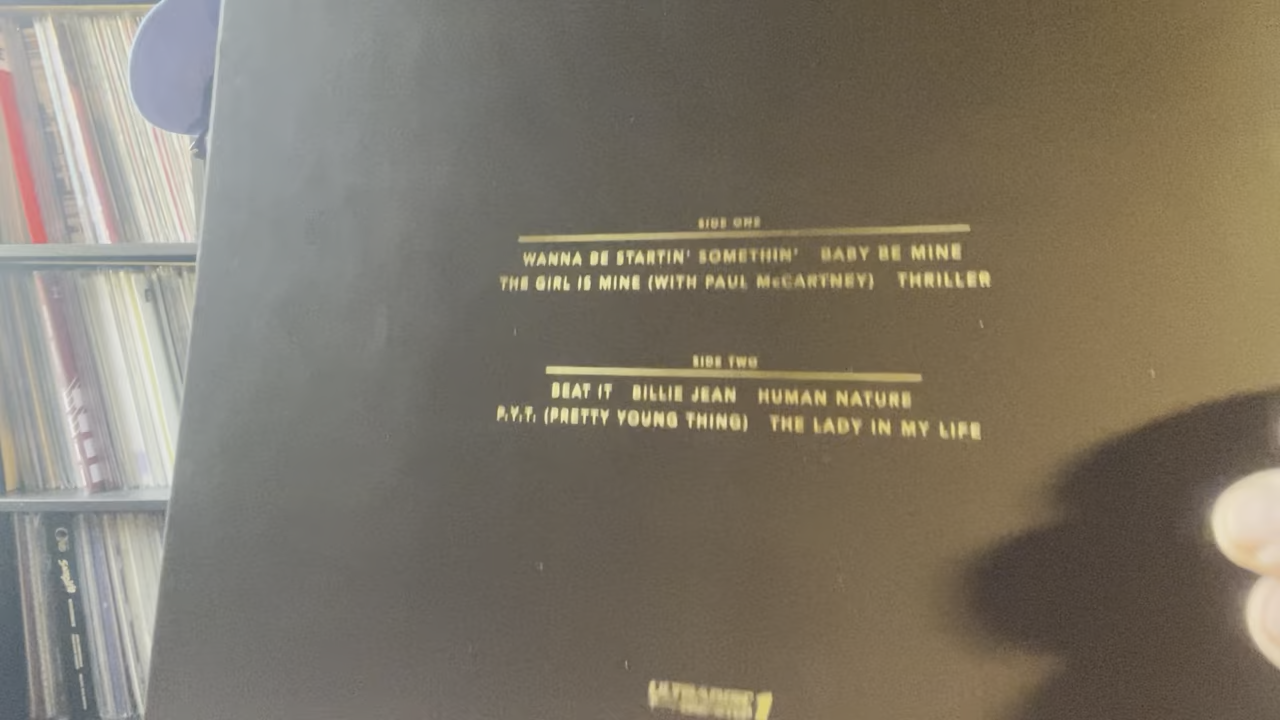 SIDE ONE
WANNA BE STARTIN' SOMETHIN' BABY BE MINE
THE GIRL IS MINE (WITH PAUL McCARTNEY) THRILLER
SIDE TWO
BEAT IT BILLIE JEAN HUMAN NATURE
P.Y.T. (PRETTY YOUNG THING) THE LADY IN MY LIFE
ULTRADISC